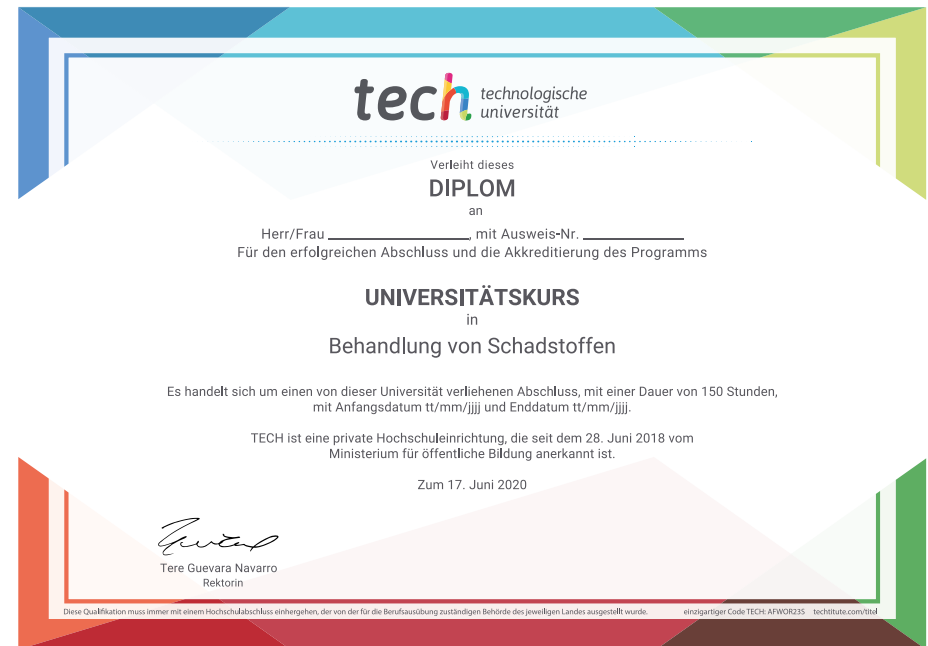 tech technologische
universität
Verleiht dieses
DIPLOM
an
Herr/Frau ____________, mit Ausweis-Nr. ____________
Für den erfolgreichen Abschluss und die Akkreditierung des Programms
UNIVERSITÄTSKURS
in
Behandlung von Schadstoffen
Es handelt sich um einen von dieser Universität verliehenen Abschluss, mit einer Dauer von 150 Stunden,
mit Anfangsdatum tt/mm/jjjj und Enddatum tt/mm/jjjj.
TECH ist eine private Hochschuleinrichtung, die seit dem 28. Juni 2018 vom
Ministerium für öffentliche Bildung anerkannt ist.
Zum 17. Juni 2020
Tere Guevara Navarro
Rektorin
Diese Qualifikation muss immer mit einem Hochschulabschluss einhergehen, der von der für die Berufsausübung zuständigen Behörde des jeweiligen Landes ausgestellt wurde. einzigartiger Code TECH: AFWOR23S techtitute.com/titel